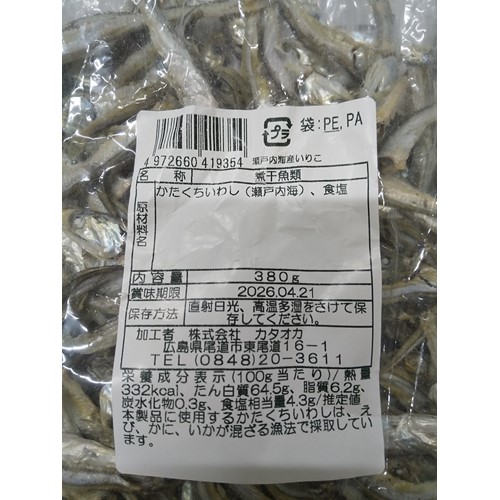 プラ 袋:PE,PA
4972660 419354 瀬戸内海産いりこ
名称 煮干魚類
原材料名 かたくちいわし(瀬戸内海)、食塩
内容量 380g
賞味期限 2026.04.21
保存方法 直射日光、高温多湿をさけて保
存してください。
加工者 株式会社 カタオカ
広島県尾道市東尾道16-1
TEL(0848)20-3611
栄養成分表示(100g当たり)/熱量
332kcal、たん白質64.5g、脂質6.2g、
炭水化物0.3g、食塩相当量4.3g/推定値
本製品に使用するかたくちいわしは、え
び、かに、いかが混ざる漁法で採取してい
ます。